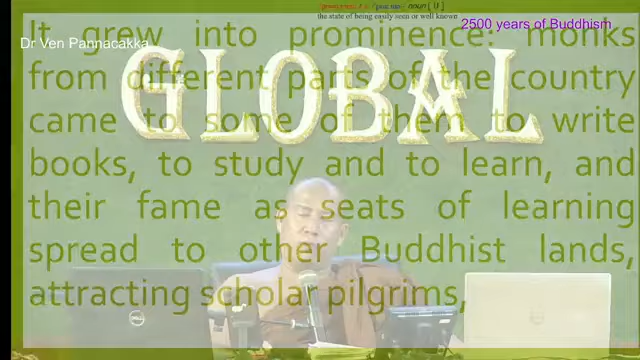 noun [ U ]
the state of being easily seen or well known
2500 years of Buddhism
Dr Ven Pannacakka
It grew into prominence: monks
from different parts of the country
came to some of them to write
books, to study and to learn, and
their fame as seats of learning
spread to other Buddhist lands,
attracting scholar pilgrims,
GLOBAL
DELL